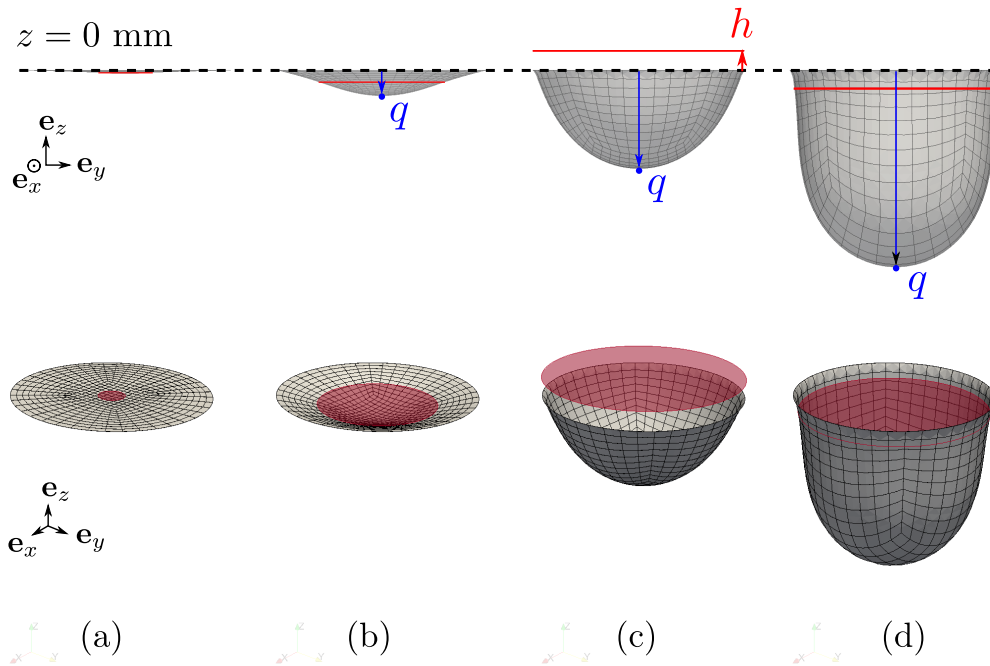 z = 0 mm
h
q
q
q
e_z
e_y
e_x
e_z
e_x
e_y
(a) (b) (c) (d)
Z X Y Z X Y Z X Y Z X Y